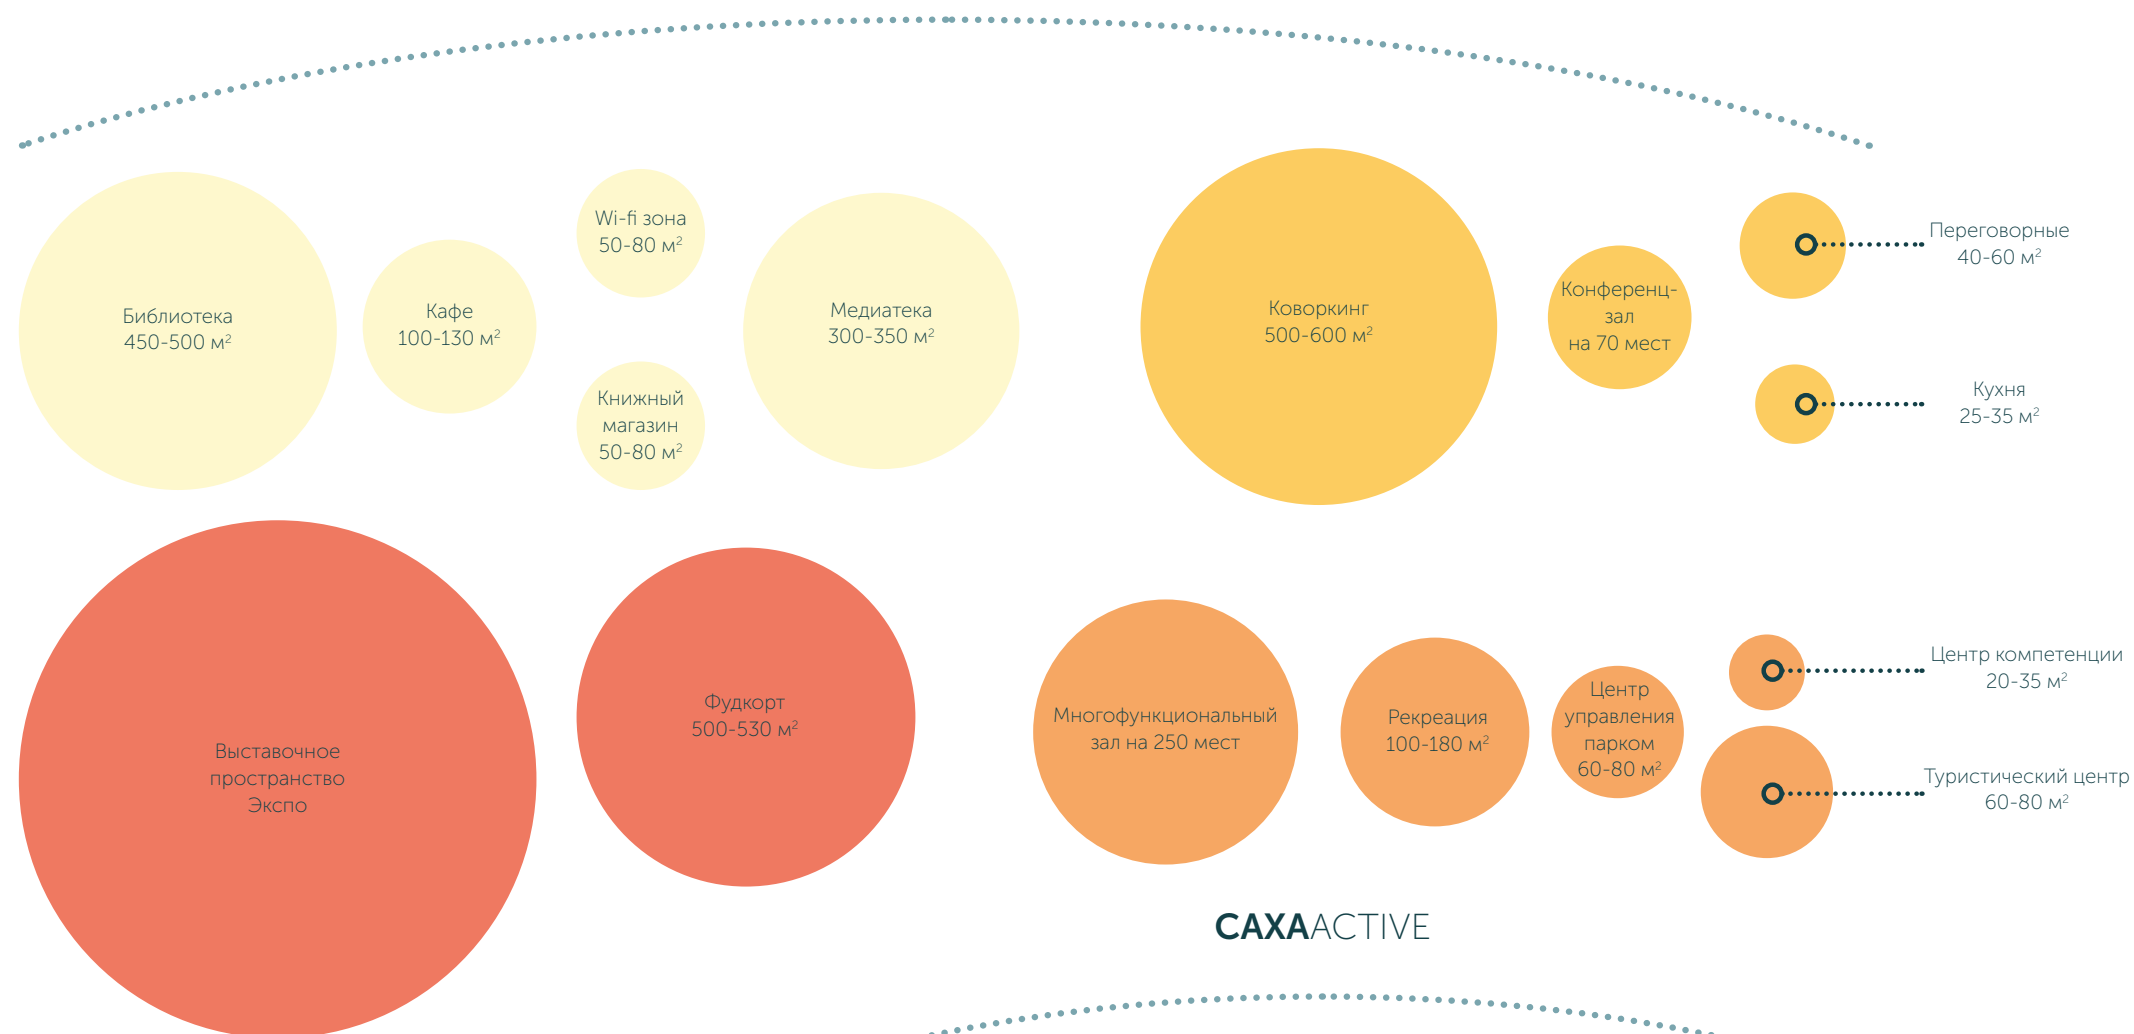 Библиотека
450-500 м²
Кафе
100-130 м²
Wi-fi зона
50-80 м²
Книжный
магазин
50-80 м²
Медиатека
300-350 м²
Коворкинг
500-600 м²
Конференц-
зал
на 70 мест
Переговорные
40-60 м²
Кухня
25-35 м²
Выставочное
пространство
Экспо
Фудкорт
500-530 м²
Многофункциональный
зал на 250 мест
Рекреация
100-180 м²
Центр
управления
парком
60-80 м²
Центр компетенции
20-35 м²
Туристический центр
60-80 м²
САХАACTIVE